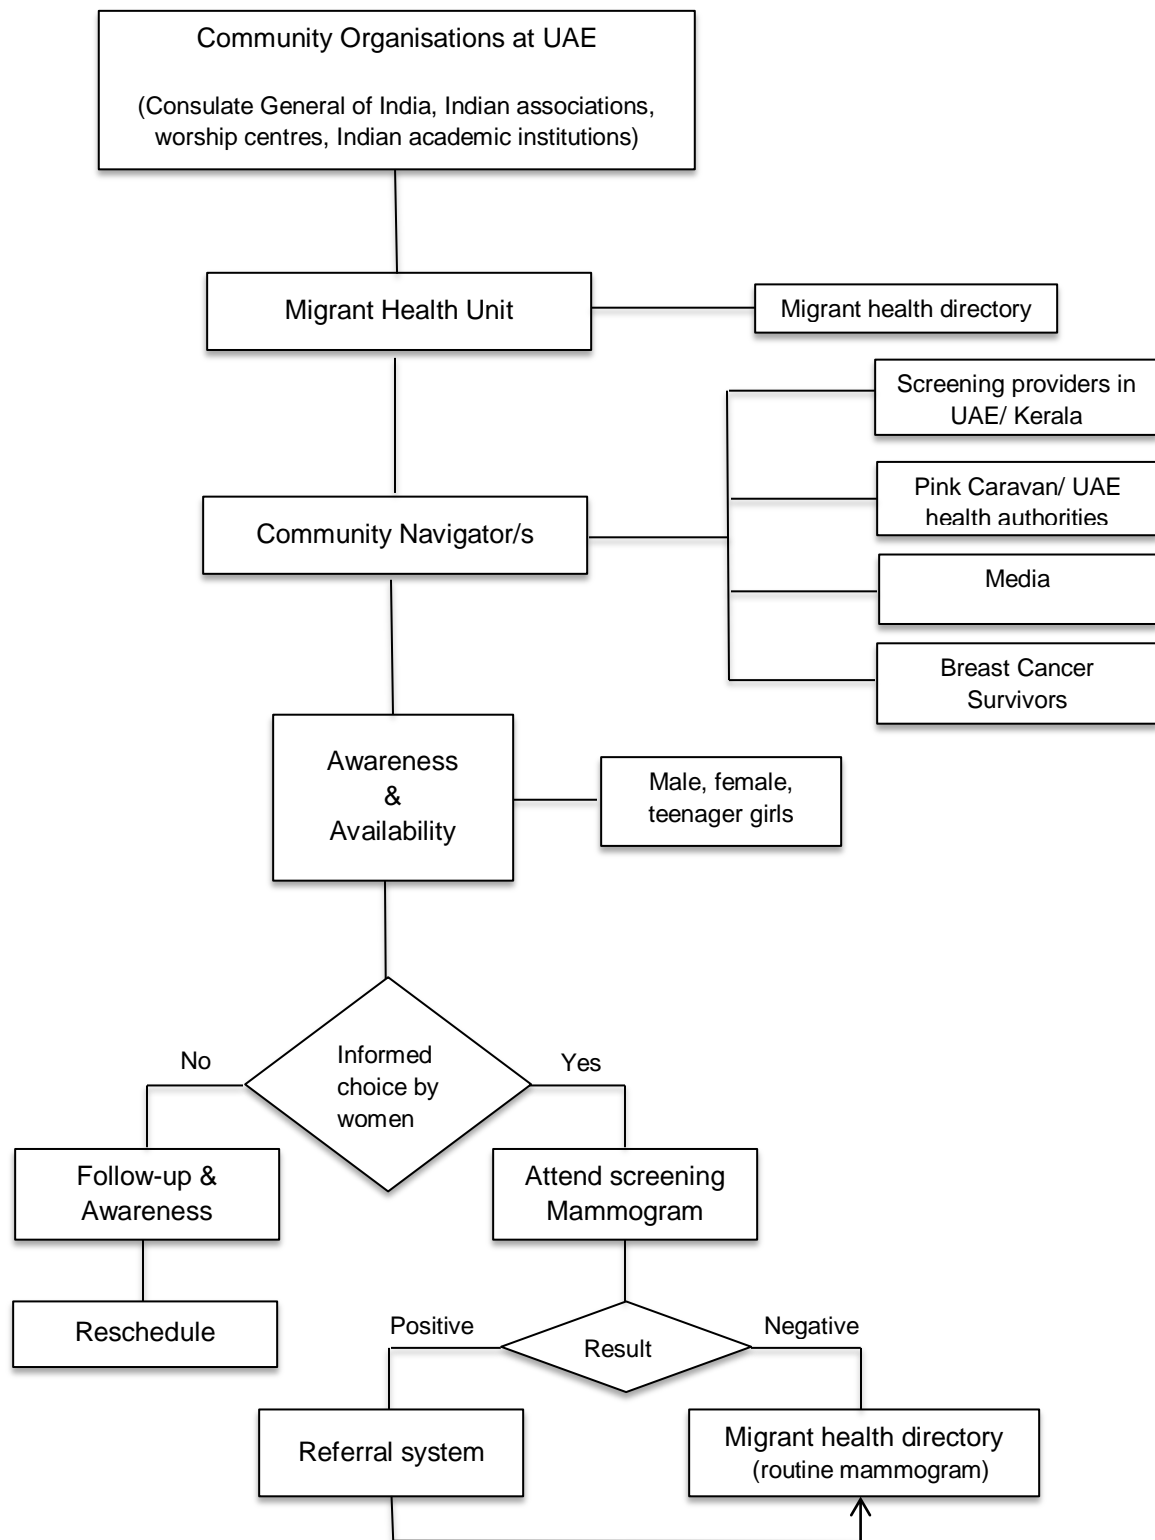 Community Organisations at UAE
(Consulate General of India, Indian associations,
worship centres, Indian academic institutions)
Migrant Health Unit
Migrant health directory
Screening providers in
UAE/ Kerala
Pink Caravan/ UAE
health authorities
Community Navigator/s
Media
Breast Cancer
Survivors
Awareness
&
Availability
Male, female,
teenager girls
No
Informed
choice by
women
Yes
Follow-up &
Awareness
Attend screening
Mammogram
Reschedule
Positive
Result
Negative
Referral system
Migrant health directory
(routine mammogram)